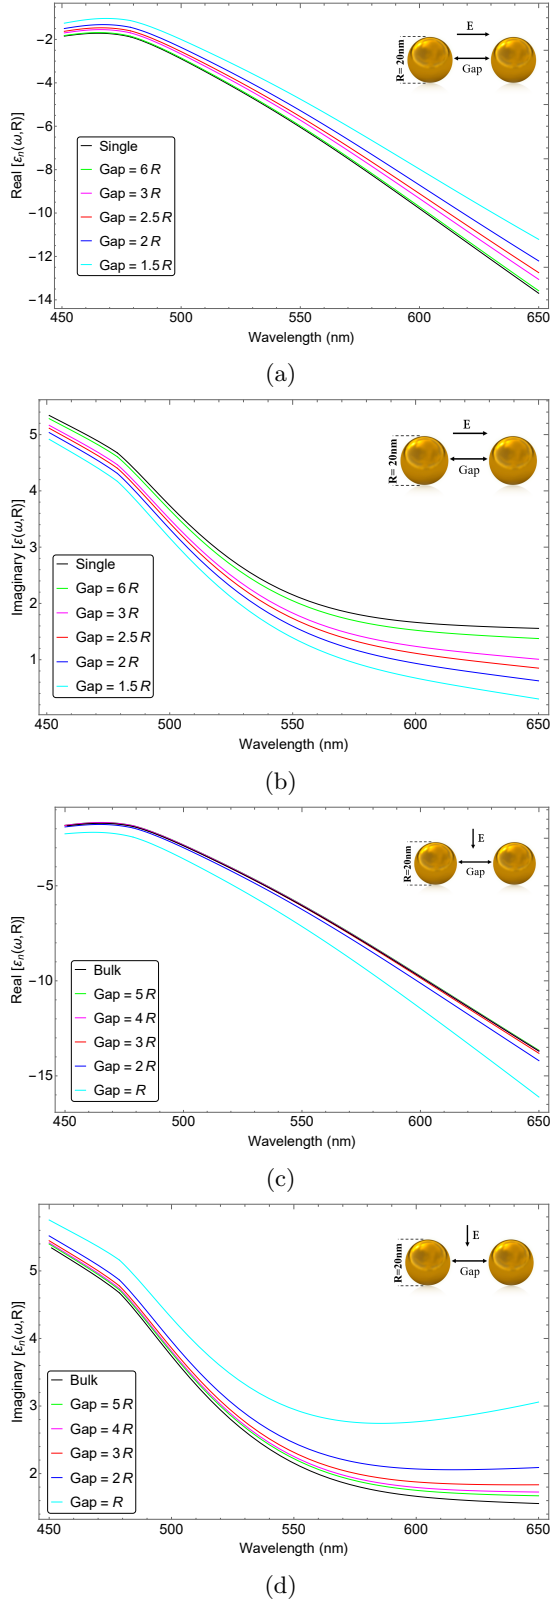 E
R= 20nm
Gap
Single
Gap = 6 R
Gap = 3 R
Gap = 2.5 R
Gap = 2 R
Gap = 1.5 R
Real [εn(ω,R)]
−2
−4
−6
−8
−10
−12
−14
450 500 550 600 650
Wavelength (nm)
(a)
E
R= 20nm
Gap
Single
Gap = 6 R
Gap = 3 R
Gap = 2.5 R
Gap = 2 R
Gap = 1.5 R
Imaginary [ε(ω,R)]
5
4
3
2
1
450 500 550 600 650
Wavelength (nm)
(b)
E
R=20nm
Gap
Bulk
Gap = 5 R
Gap = 4 R
Gap = 3 R
Gap = 2 R
Gap = R
Real [εn(ω,R)]
−5
−10
−15
450 500 550 600 650
Wavelength (nm)
(c)
E
R=20nm
Gap
Bulk
Gap = 5 R
Gap = 4 R
Gap = 3 R
Gap = 2 R
Gap = R
Imaginary [εn(ω,R)]
5
4
3
2
450 500 550 600 650
Wavelength (nm)
(d)